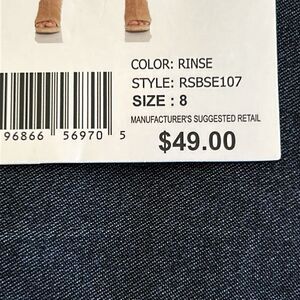 COLOR: RINSE
STYLE: RSBSE107
SIZE : 8
MANUFACTURER'S SUGGESTED RETAIL
$49.00
96866 56970 5